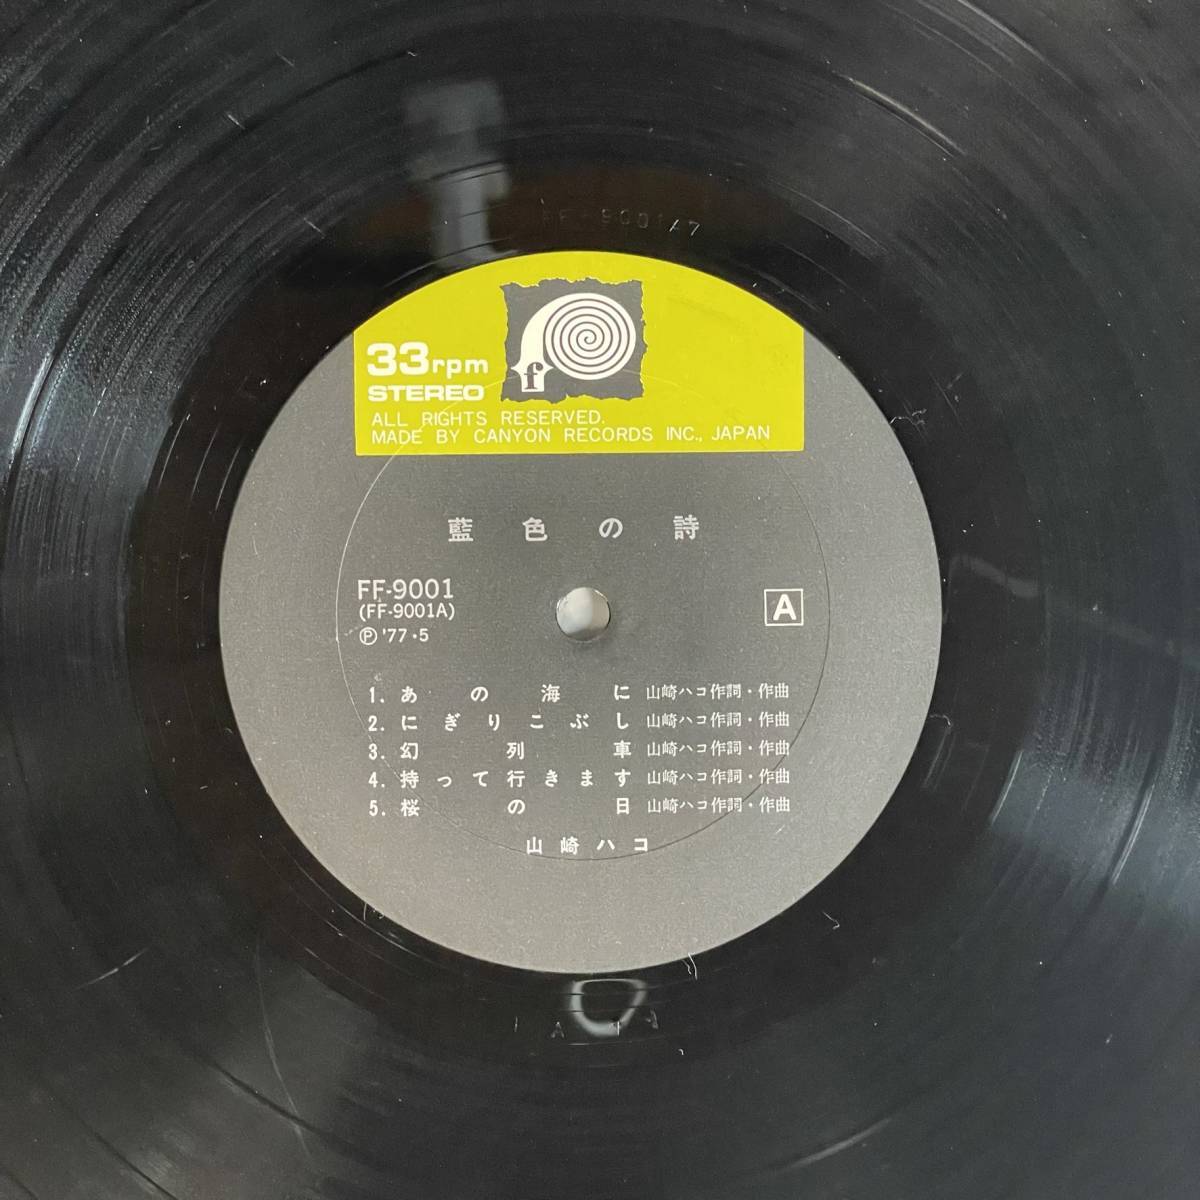 FF-9001A7
f
33rpm
STEREO
ALL RIGHTS RESERVED.
MADE BY CANYON RECORDS INC., JAPAN
藍色の詩
FF-9001
(FF-9001A)
Ⓟ '77・5
A
1. あの海に 山崎ハコ作詞・作曲
2. にぎりこぶし 山崎ハコ作詞・作曲
3. 幻列車 山崎ハコ作詞・作曲
4. 持って行きます 山崎ハコ作詞・作曲
5. 桜の日 山崎ハコ作詞・作曲
山崎ハコ